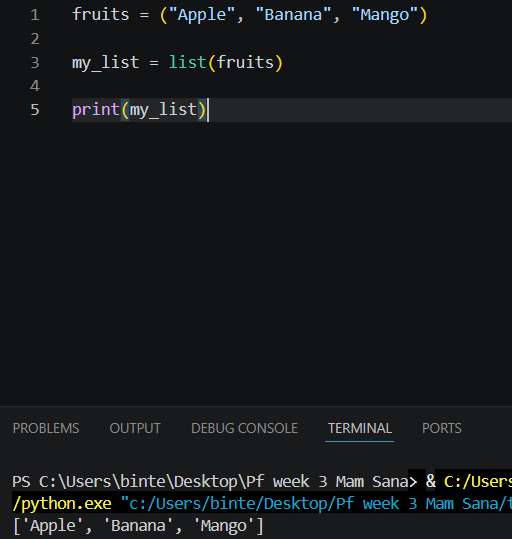 1 fruits = ("Apple", "Banana", "Mango")
2
3 my_list = list(fruits)
4
5 print(my_list)
PROBLEMS OUTPUT DEBUG CONSOLE TERMINAL PORTS
PS C:\Users\binte\Desktop\Pf week 3 Mam Sana> & C:/Users
/python.exe "c:/Users/binte/Desktop/Pf week 3 Mam Sana/t
['Apple', 'Banana', 'Mango']